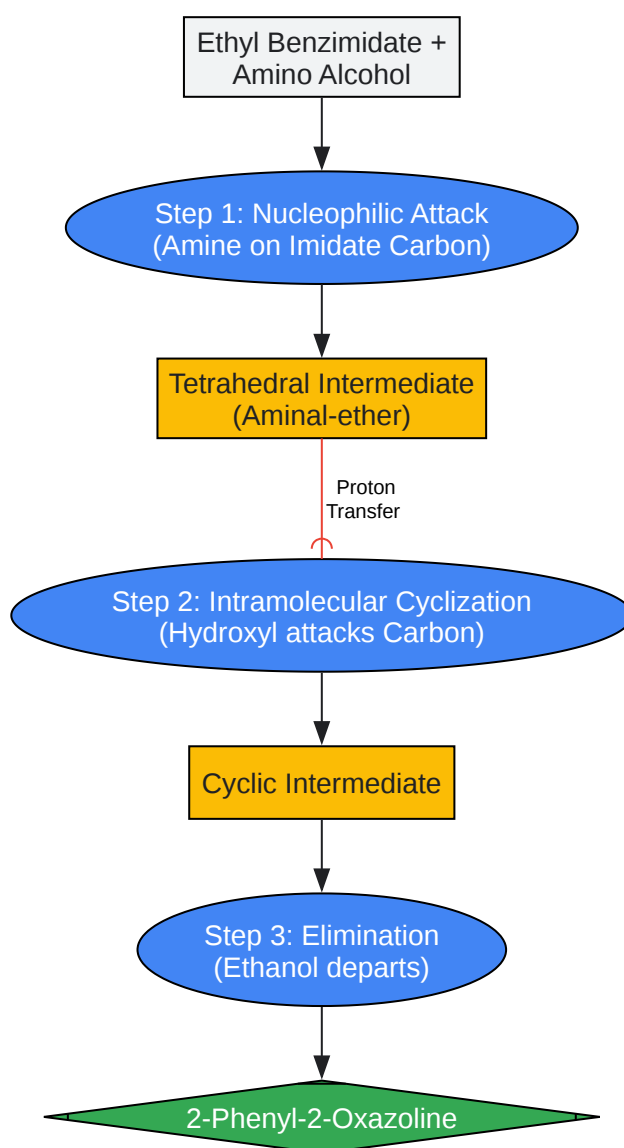 Ethyl Benzimidate +
Amino Alcohol
Step 1: Nucleophilic Attack
(Amine on Imidate Carbon)
Tetrahedral Intermediate
(Aminal-ether)
Proton
Transfer
Step 2: Intramolecular Cyclization
(Hydroxyl attacks Carbon)
Cyclic Intermediate
Step 3: Elimination
(Ethanol departs)
2-Phenyl-2-Oxazoline